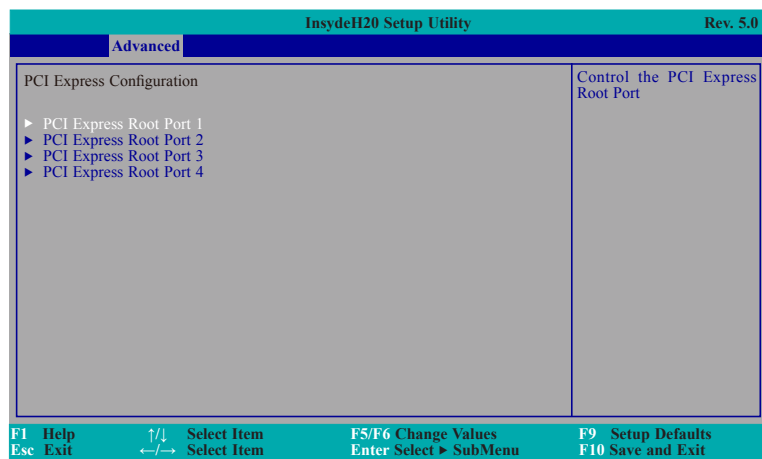 InsydeH20 Setup Utility Rev. 5.0
Advanced
PCI Express Configuration
▶ PCI Express Root Port 1
▶ PCI Express Root Port 2
▶ PCI Express Root Port 3
▶ PCI Express Root Port 4
Control the PCI Express
Root Port
F1 Help ↑/↓ Select Item F5/F6 Change Values F9 Setup Defaults
Esc Exit ←/→ Select Item Enter Select ▶ SubMenu F10 Save and Exit